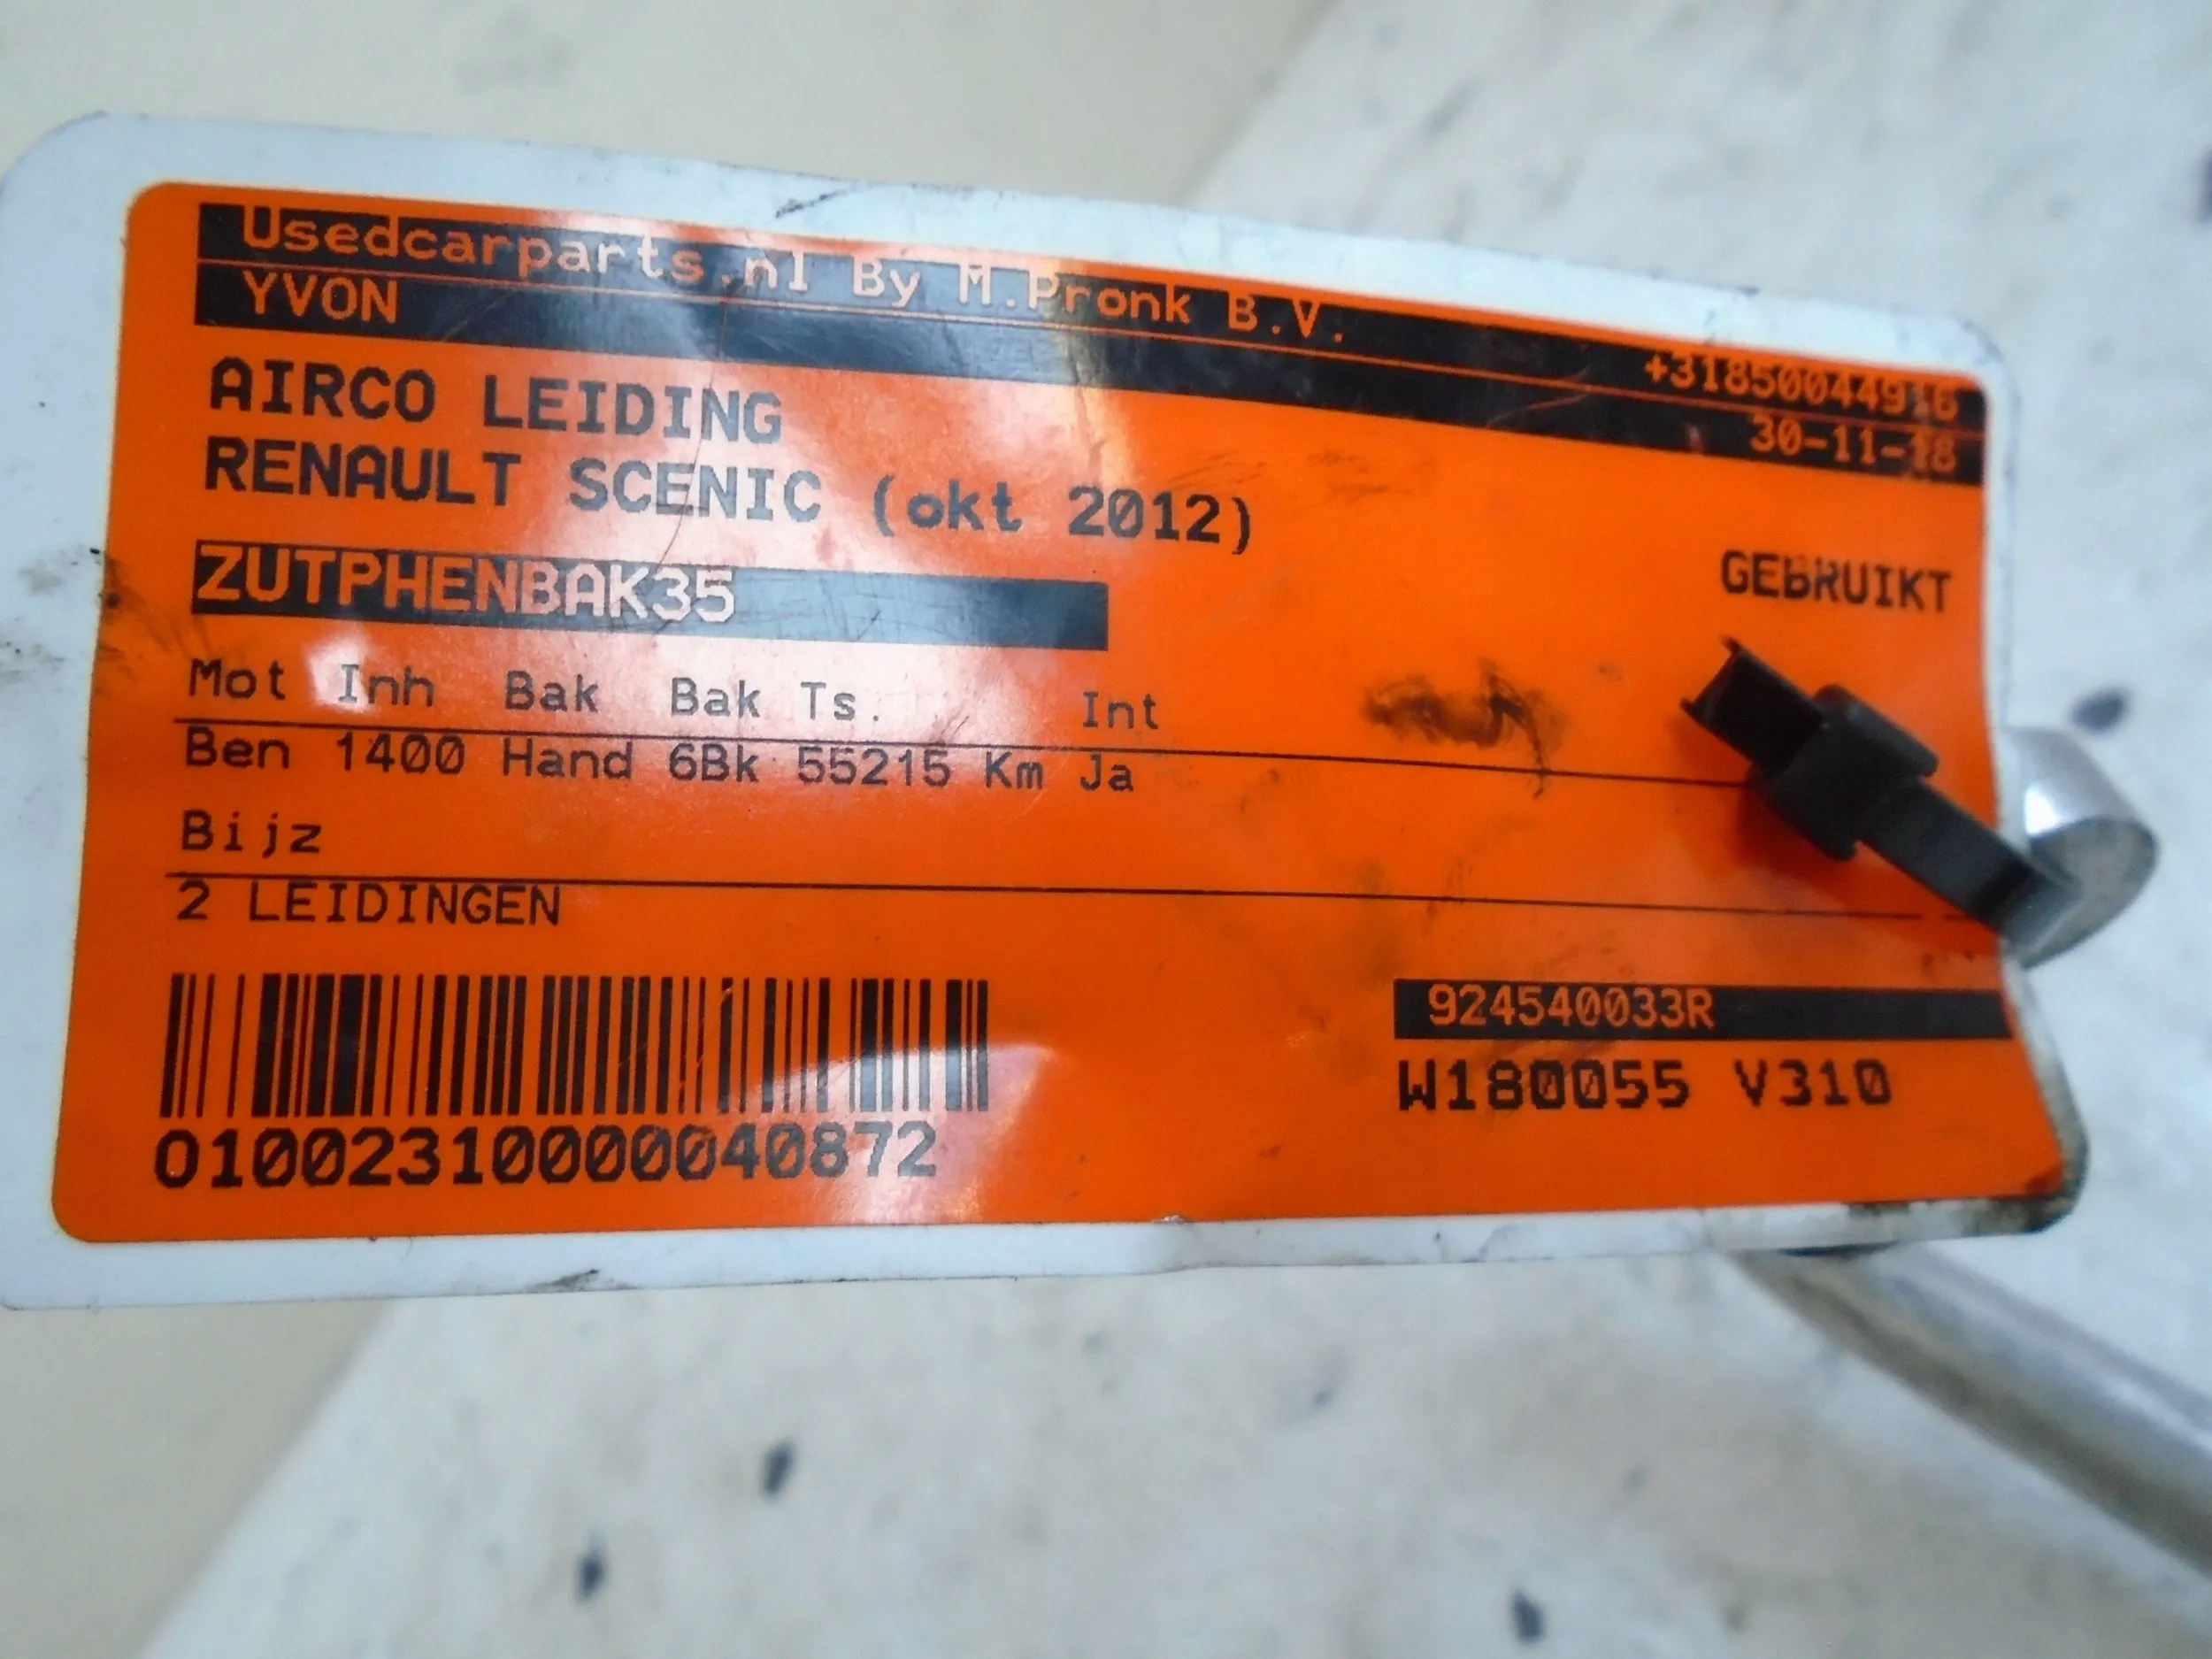 Usedcarparts.nl By M.Pronk B.V.
+31850044916
YVON
30-11-18
AIRCO LEIDING
RENAULT SCENIC (okt 2012)
GEBRUIKT
ZUTPHENBAK35
Mot Inh Bak Bak Ts. Int
Ben 1400 Hand 6Bk 55215 Km Ja
Bijz
2 LEIDINGEN
924540033R
W180055 V310
01002310000040872